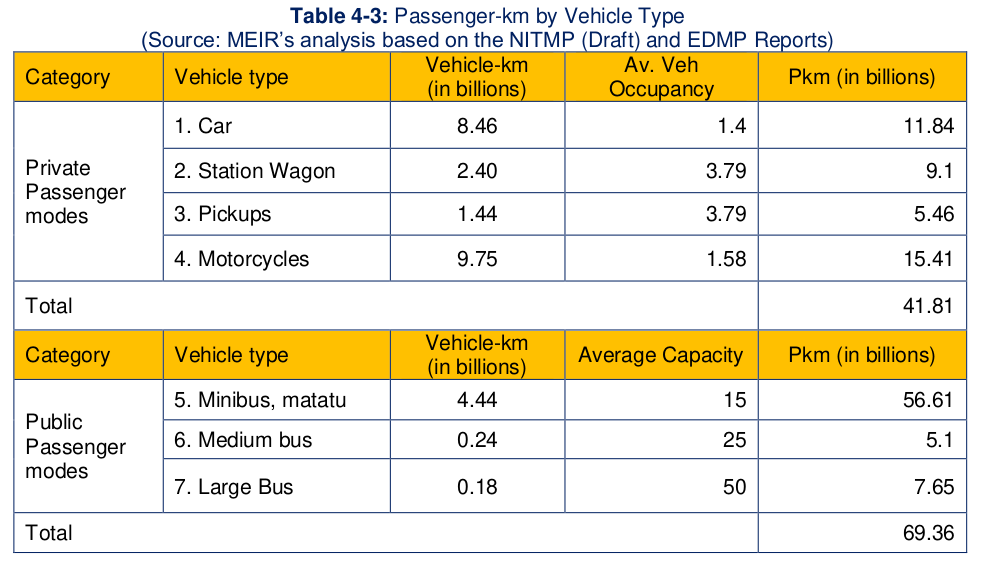 Table 4-3: Passenger-km by Vehicle Type
(Source: MEIR's analysis based on the NITMP (Draft) and EDMP Reports)
Category Vehicle type Vehicle-km (in billions) Av. Veh Occupancy Pkm (in billions)
Private Passenger modes
1. Car 8.46 1.4 11.84
2. Station Wagon 2.40 3.79 9.1
3. Pickups 1.44 3.79 5.46
4. Motorcycles 9.75 1.58 15.41
Total 41.81
Category Vehicle type Vehicle-km (in billions) Average Capacity Pkm (in billions)
Public Passenger modes
5. Minibus, matatu 4.44 15 56.61
6. Medium bus 0.24 25 5.1
7. Large Bus 0.18 50 7.65
Total 69.36